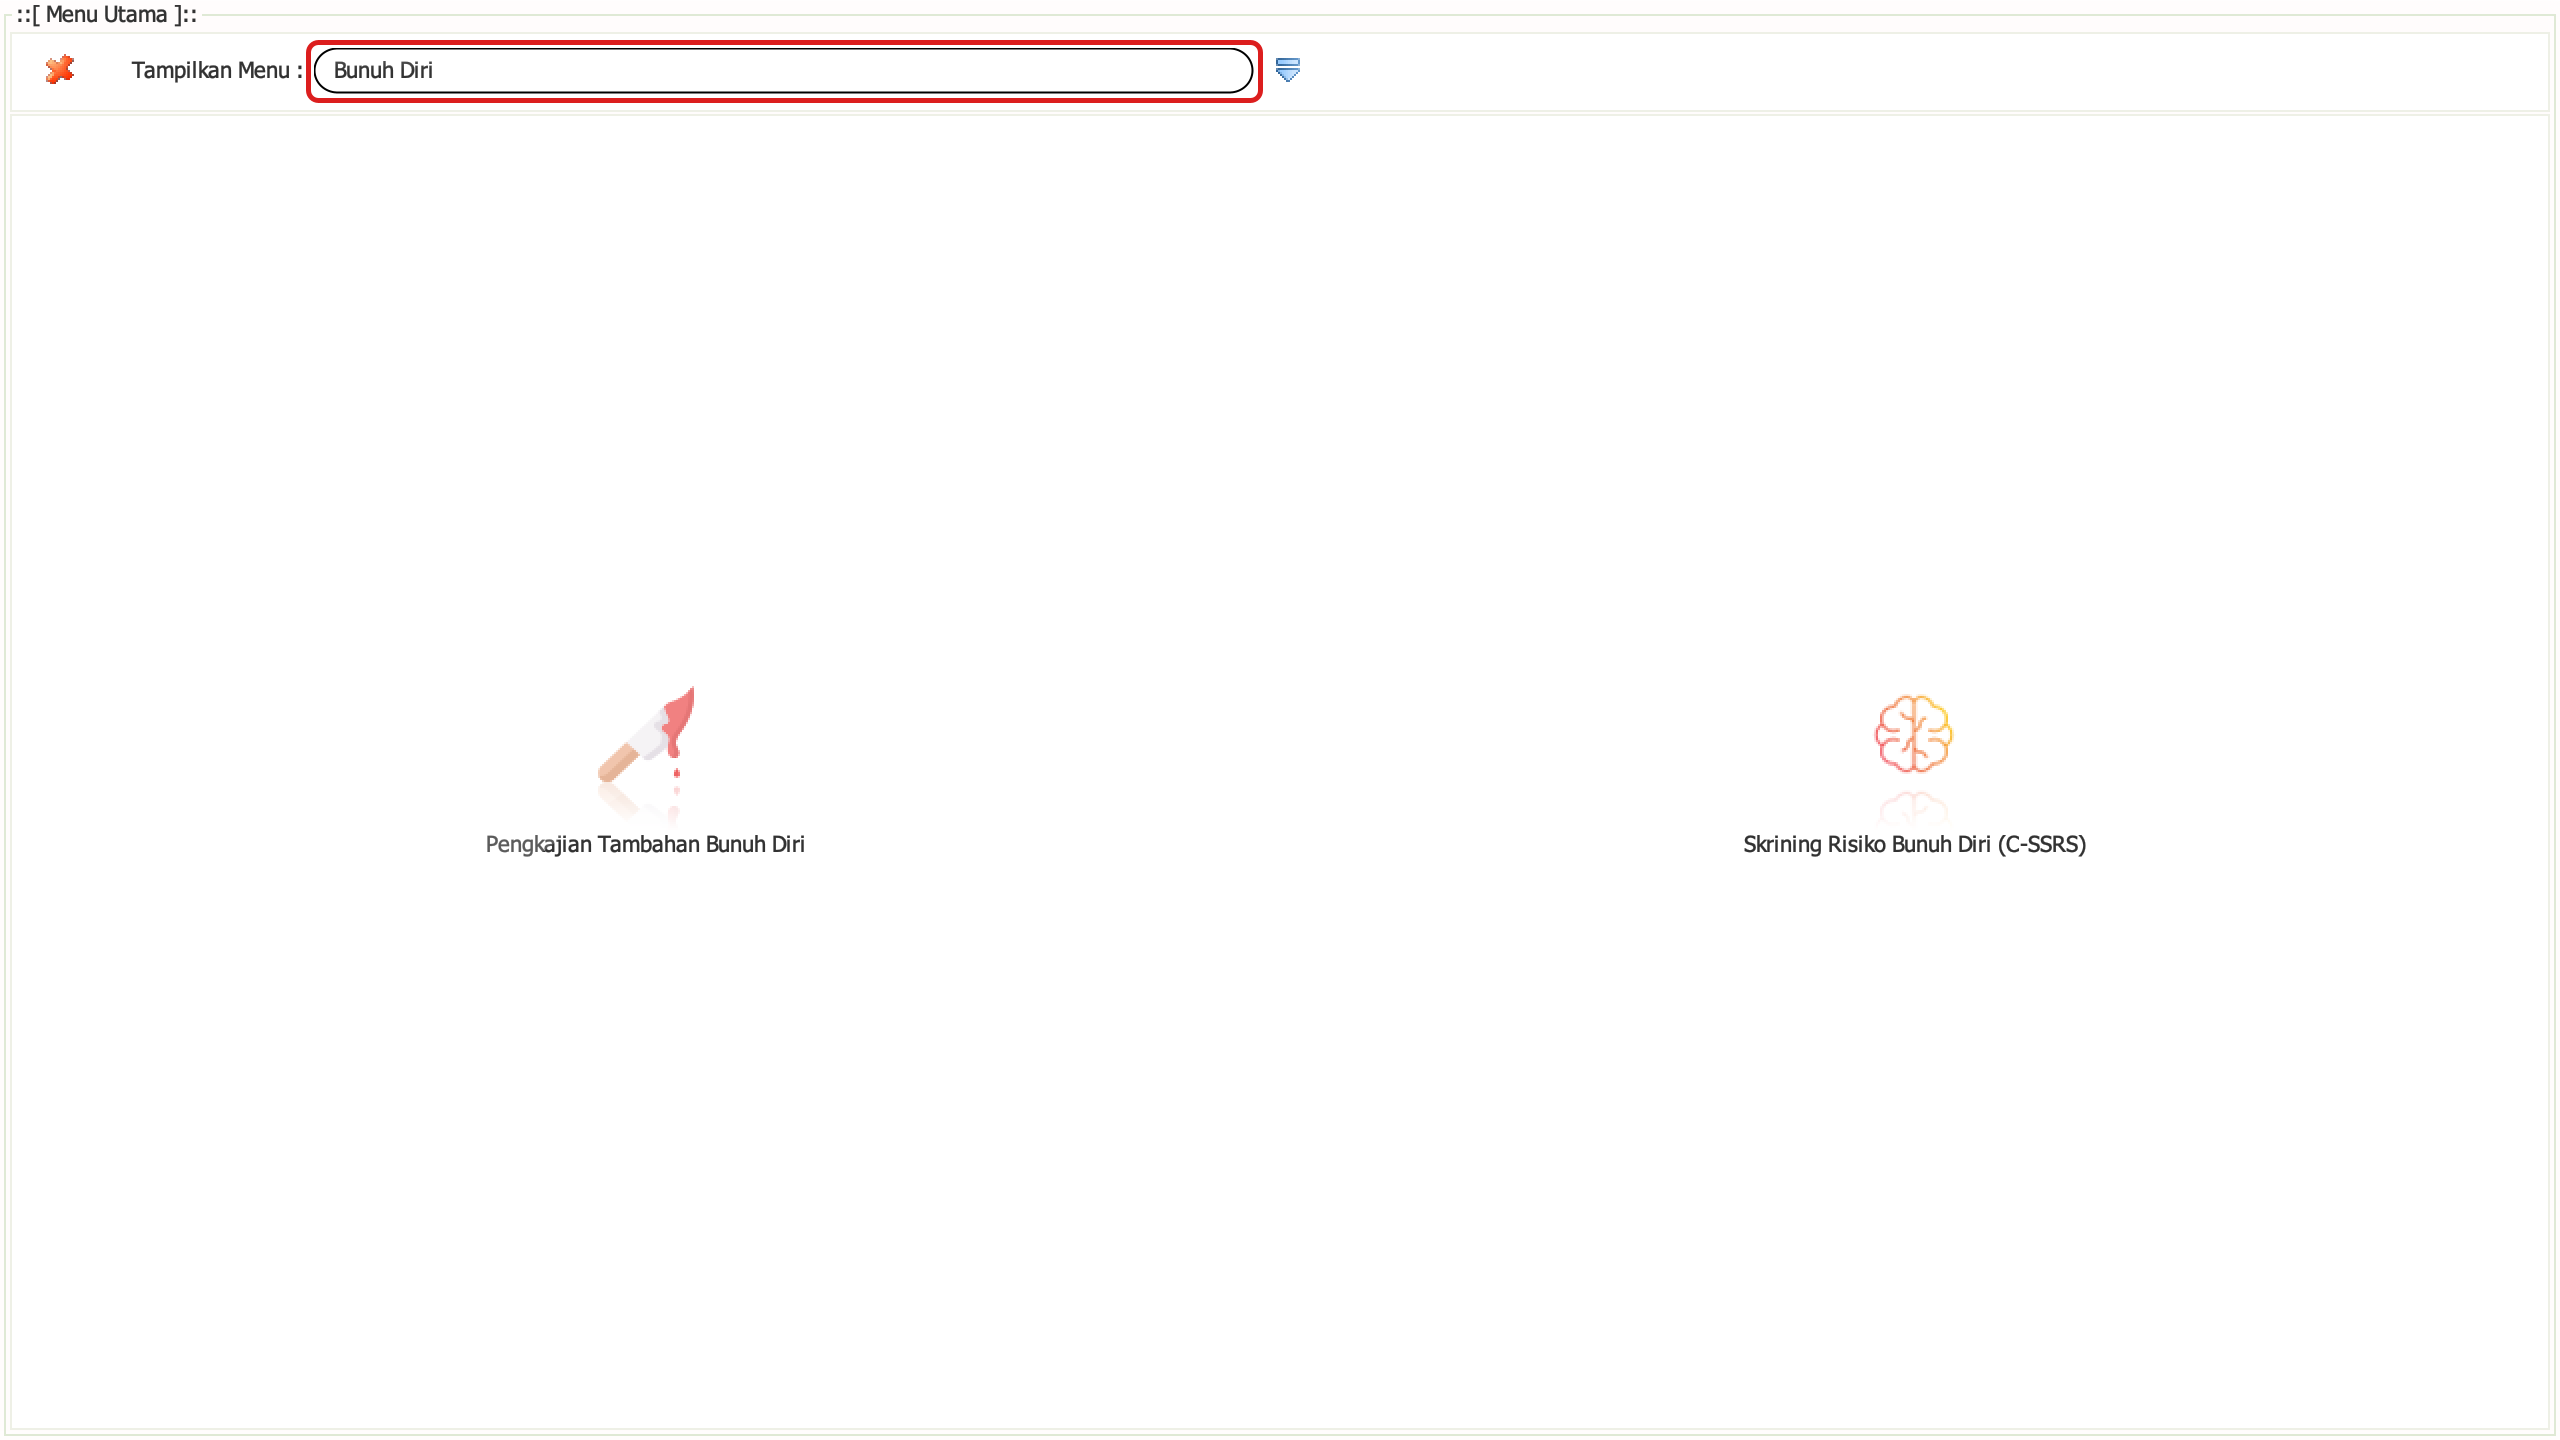 ::[ Menu Utama ]::
Tampilkan Menu : Bunuh Diri
Pengkajian Tambahan Bunuh Diri
Skrining Risiko Bunuh Diri (C-SSRS)